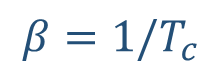 β = 1/T_c